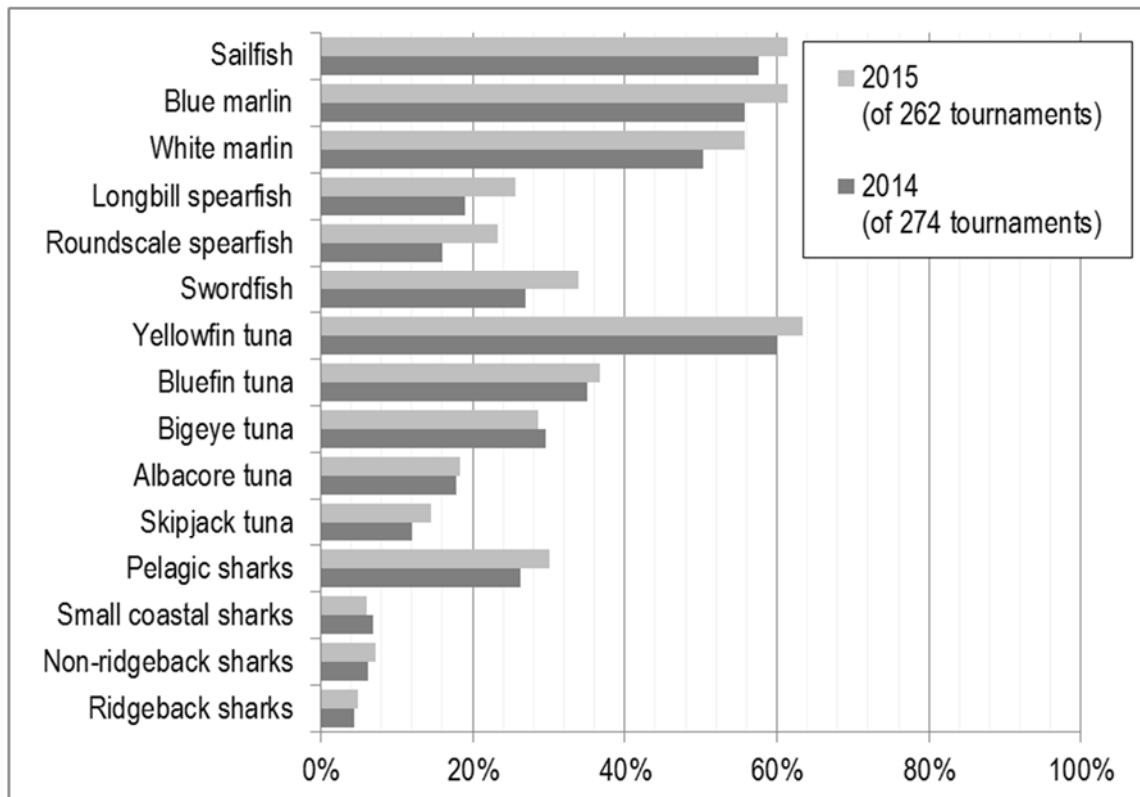 Sailfish
Blue marlin
White marlin
Longbill spearfish
Roundscale spearfish
Swordfish
Yellowfin tuna
Bluefin tuna
Bigeye tuna
Albacore tuna
Skipjack tuna
Pelagic sharks
Small coastal sharks
Non-ridgeback sharks
Ridgeback sharks
0% 20% 40% 60% 80% 100%
2015
(of 262 tournaments)
2014
(of 274 tournaments)